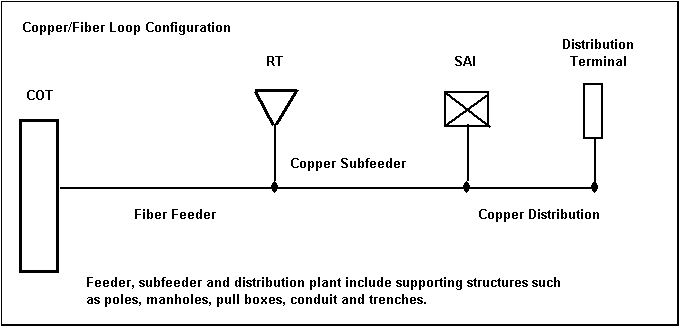 Copper/Fiber Loop Configuration
Distribution
Terminal
RT
SAI
COT
Copper Subfeeder
Fiber Feeder
Copper Distribution
Feeder, subfeeder and distribution plant include supporting structures such
as poles, manholes, pull boxes, conduit and trenches.